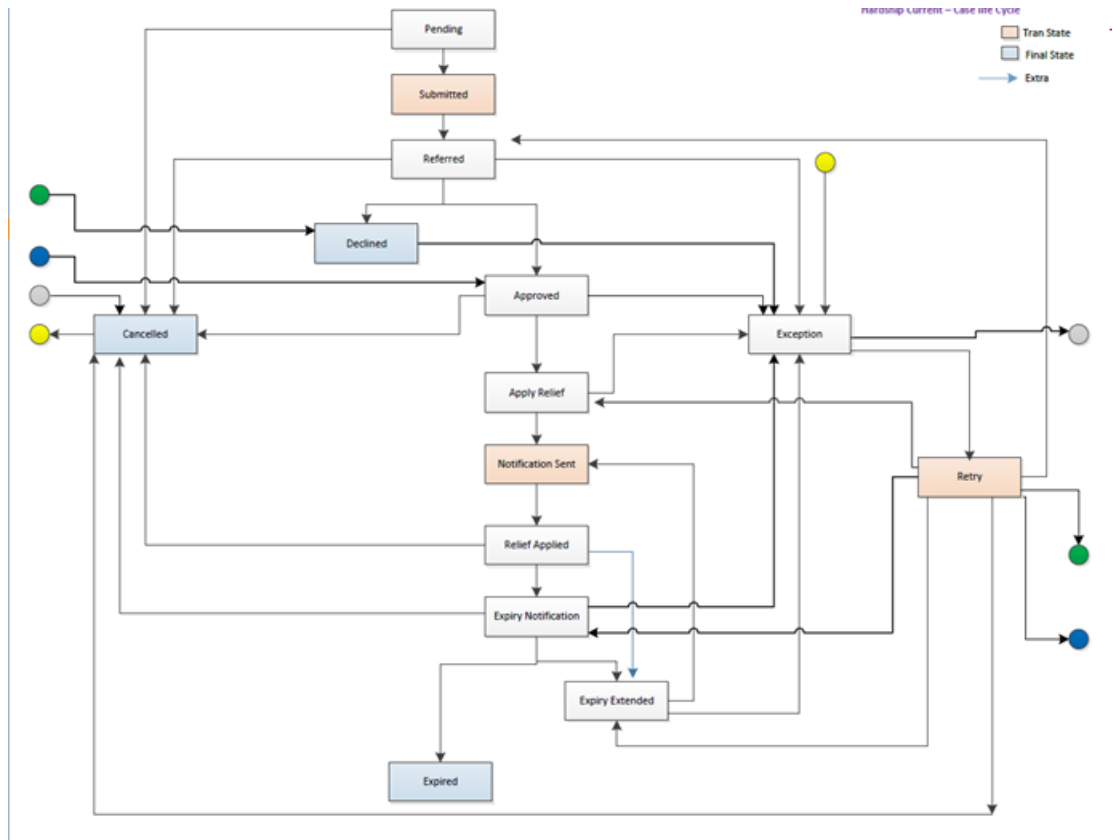 Hardship Current – Case life Cycle
Pending
Tran State
Final State
Extra
Submitted
Referred
Declined
Approved
Cancelled
Exception
Apply Relief
Notification Sent
Retry
Relief Applied
Expiry Notification
Expiry Extended
Expired